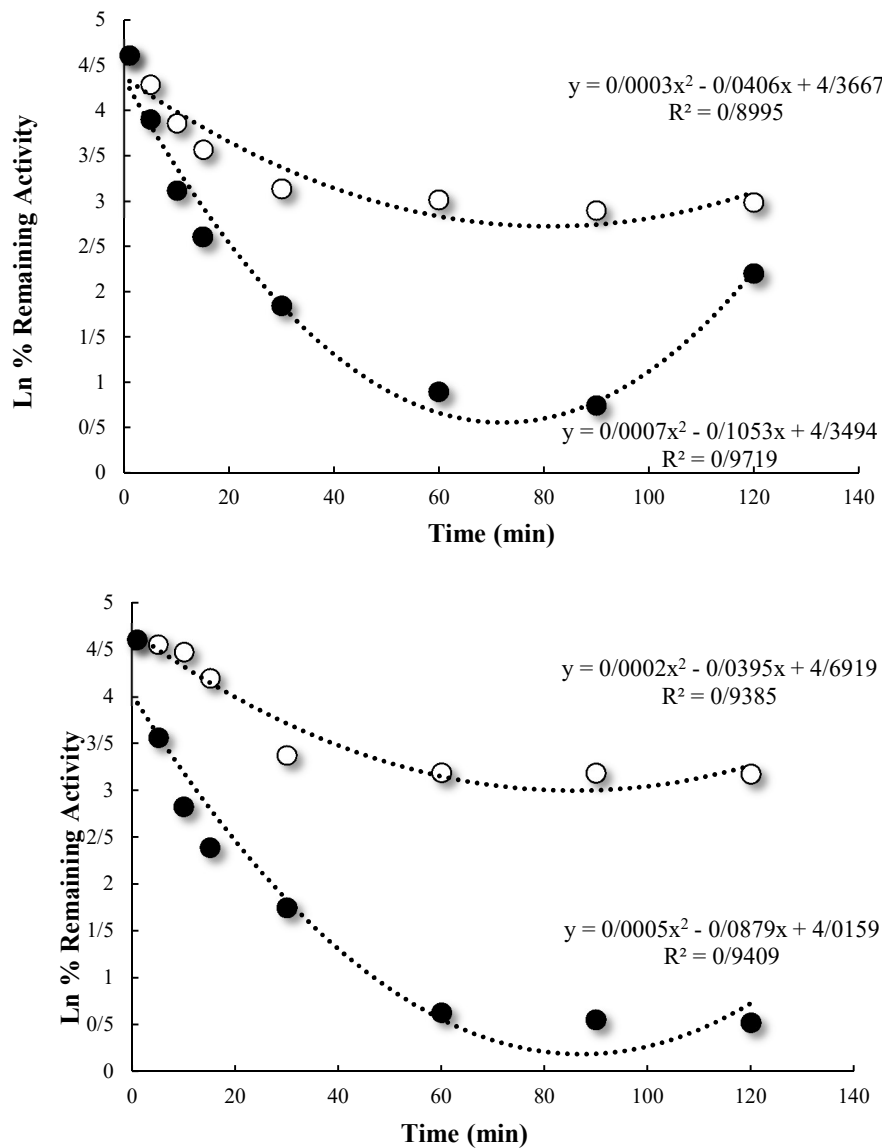 5
4/5
4
3/5
3
2/5
2
1/5
1
0/5
0
Ln % Remaining Activity
y = 0/0003x² - 0/0406x + 4/3667
R² = 0/8995
y = 0/0007x² - 0/1053x + 4/3494
R² = 0/9719
0 20 40 60 80 100 120 140
Time (min)
5
4/5
4
3/5
3
2/5
2
1/5
1
0/5
0
Ln % Remaining Activity
y = 0/0002x² - 0/0395x + 4/6919
R² = 0/9385
y = 0/0005x² - 0/0879x + 4/0159
R² = 0/9409
0 20 40 60 80 100 120 140
Time (min)